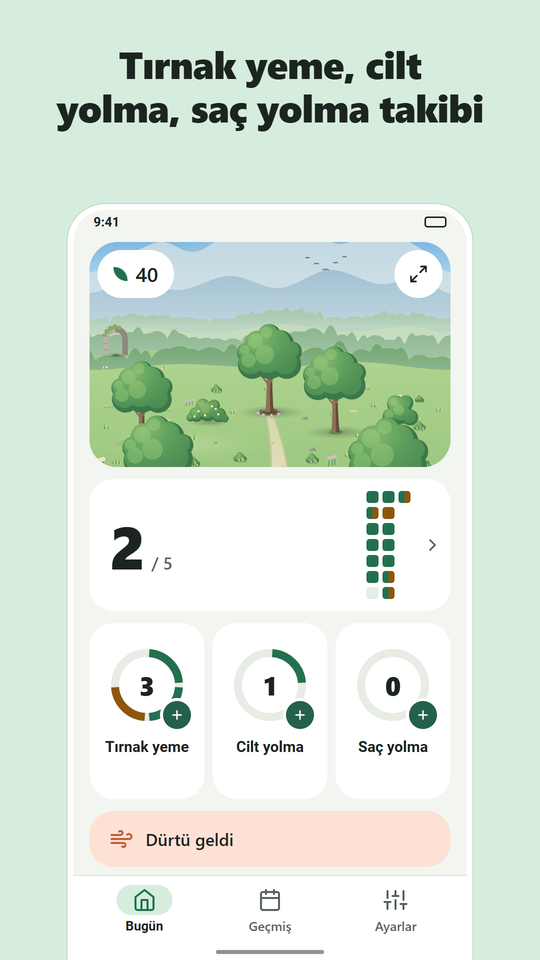 Tırnak yeme, cilt
yolma, saç yolma takibi
9:41
40
2 / 5
3
1
0
Tırnak yeme
Cilt yolma
Saç yolma
Dürtü geldi
Bugün
Geçmiş
Ayarlar